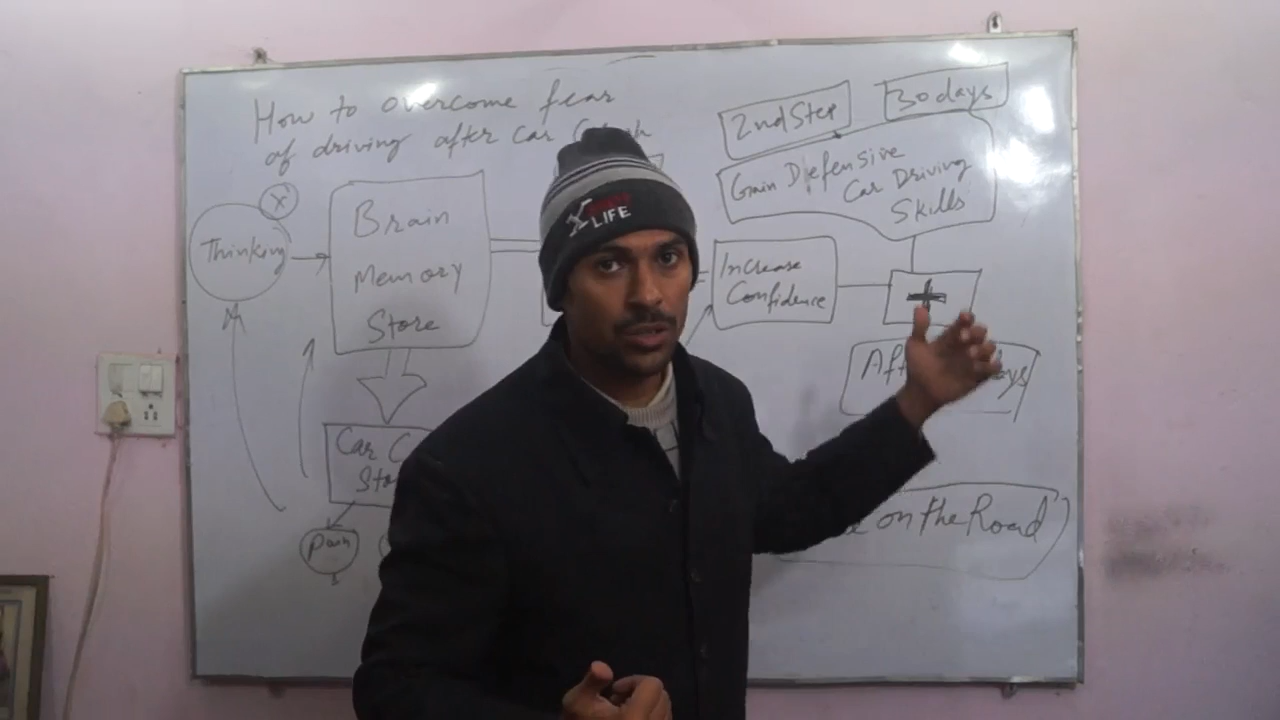 How to overcome fear
of driving after car
2nd Step
30 days
Gain Defensive
Car Driving
Skills
X
Thinking
Brain
Memory
Store
Increase
Confidence
+
LIFE
Car
Pain
on the Road